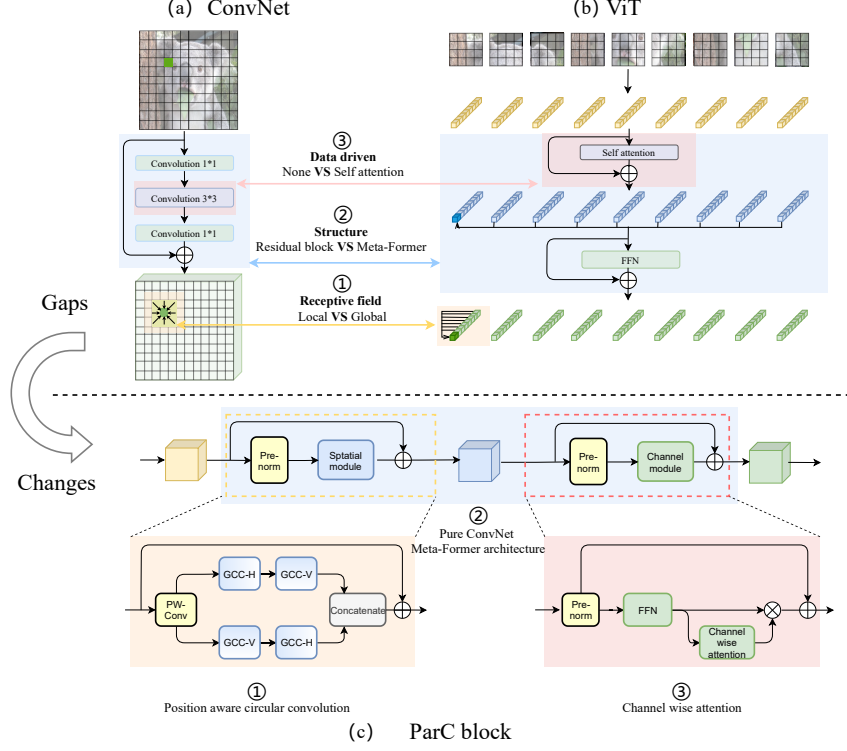 (a) ConvNet
(b) ViT
Convolution 1*1
Convolution 3*3
Convolution 1*1
③
Data driven
None VS Self attention
②
Structure
Residual block VS Meta-Former
①
Receptive field
Local VS Global
Self attention
FFN
Gaps
Changes
Pre-
norm
Sptatial
module
Pre-
norm
Channel
module
②
Pure ConvNet
Meta-Former architecture
PW-
Conv
GCC-H
GCC-V
GCC-V
GCC-H
Concatenate
Pre-
norm
FFN
Channel
wise
attention
①
Position aware circular convolution
③
Channel wise attention
(c) ParC block